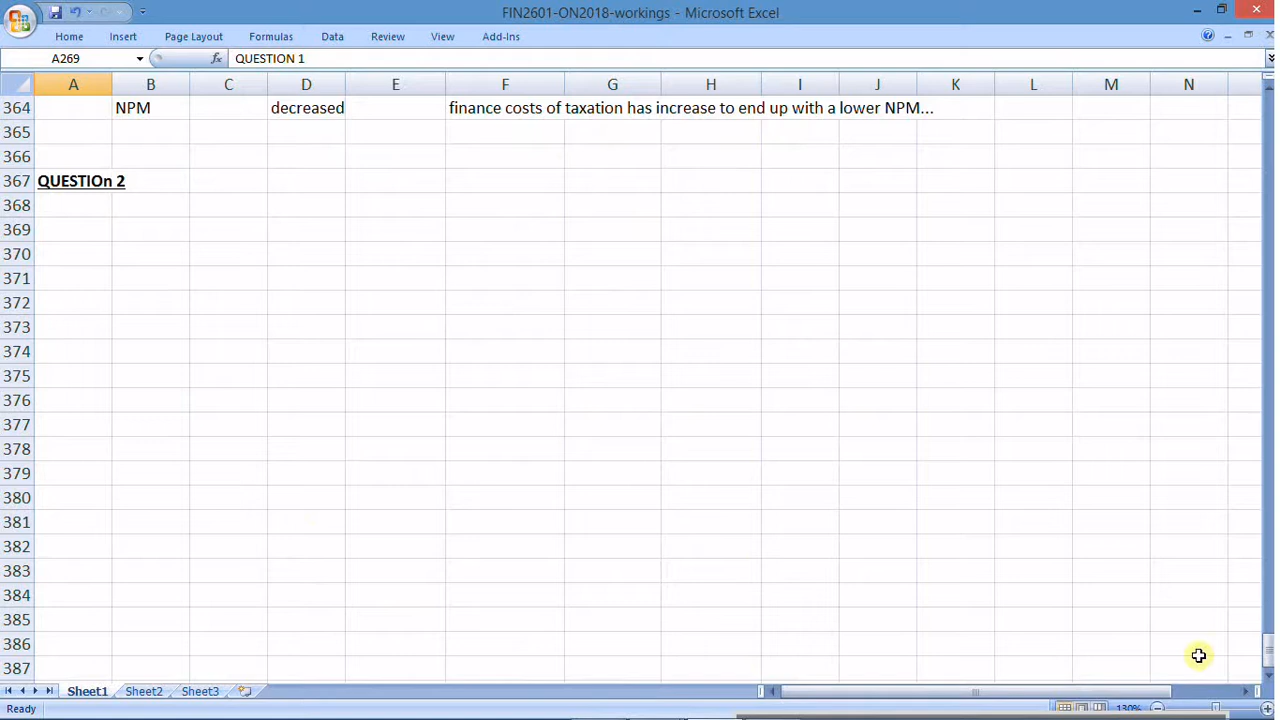 FIN2601-ON2018-workings - Microsoft Excel
Home Insert Page Layout Formulas Data Review View Add-Ins
A269 fx QUESTION 1
A B C D E F G H I J K L M N
364 NPM decreased finance costs of taxation has increase to end up with a lower NPM...
365
366
367 QUESTIOn 2
368
369
370
371
372
373
374
375
376
377
378
379
380
381
382
383
384
385
386
387
Sheet1 Sheet2 Sheet3
Ready 130%